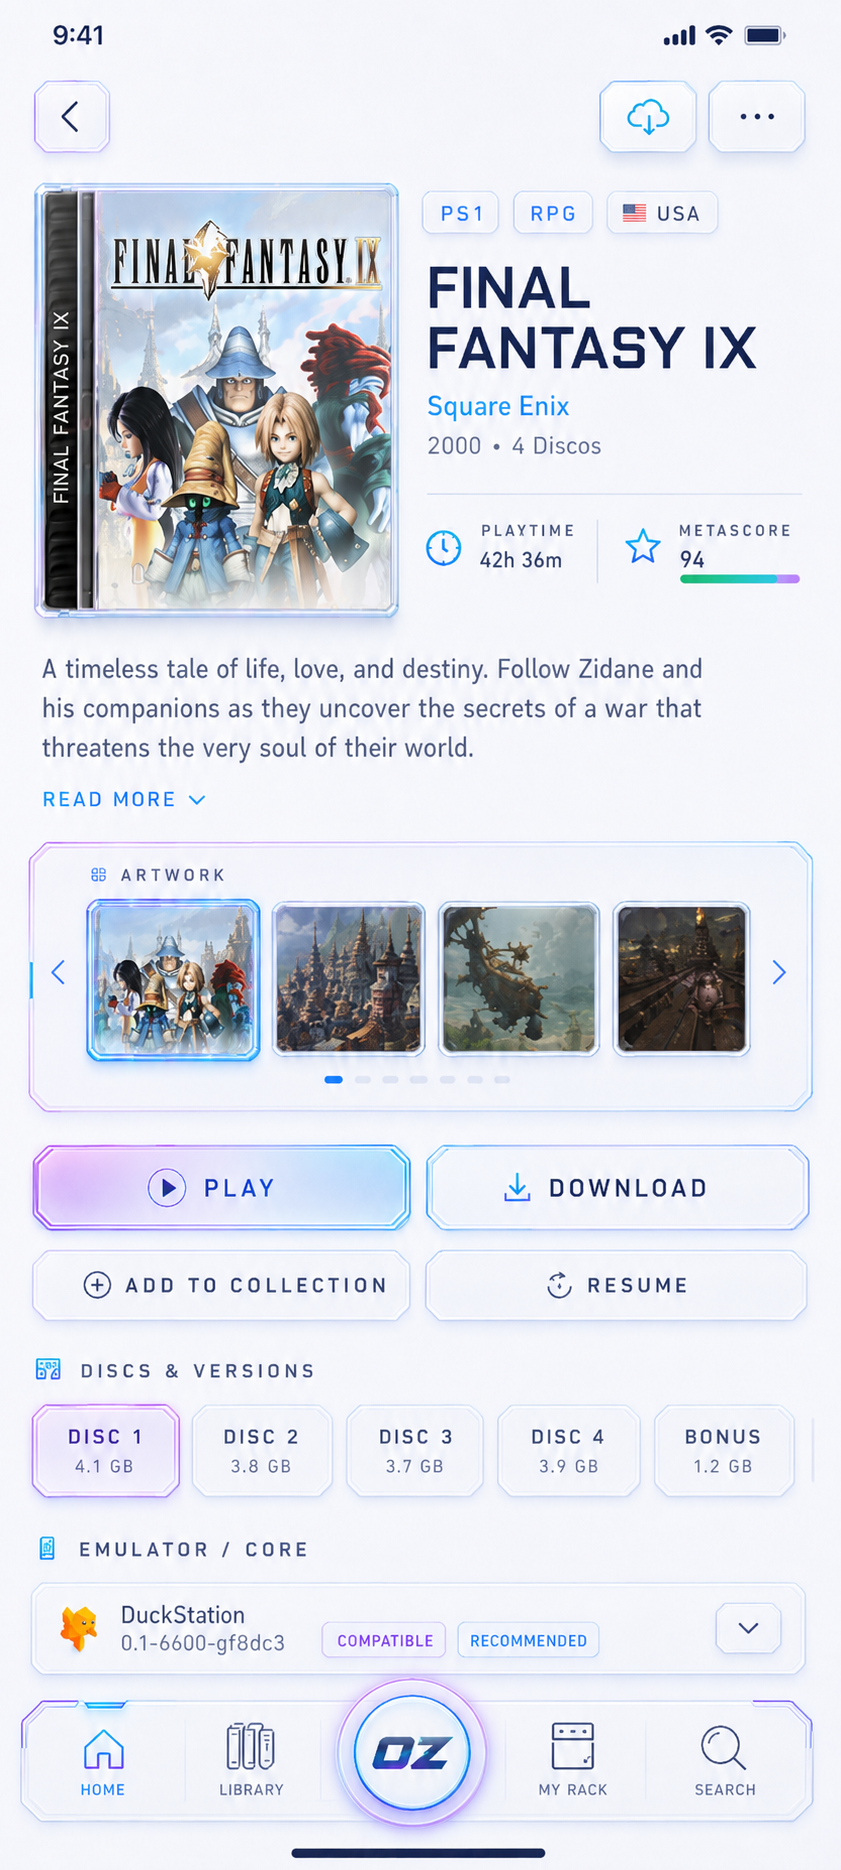 9:41
PS1
RPG
USA
FINAL FANTASY IX
FINAL FANTASY IX
FINAL
FANTASY IX
Square Enix
2000 • 4 Discos
PLAYTIME
42h 36m
METASCORE
94
A timeless tale of life, love, and destiny. Follow Zidane and
his companions as they uncover the secrets of a war that
threatens the very soul of their world.
READ MORE
ARTWORK
PLAY
DOWNLOAD
ADD TO COLLECTION
RESUME
DISCS & VERSIONS
DISC 1
4.1 GB
DISC 2
3.8 GB
DISC 3
3.7 GB
DISC 4
3.9 GB
BONUS
1.2 GB
EMULATOR / CORE
DuckStation
0.1-6600-gf8dc3
COMPATIBLE
RECOMMENDED
HOME
LIBRARY
OZ
MY RACK
SEARCH